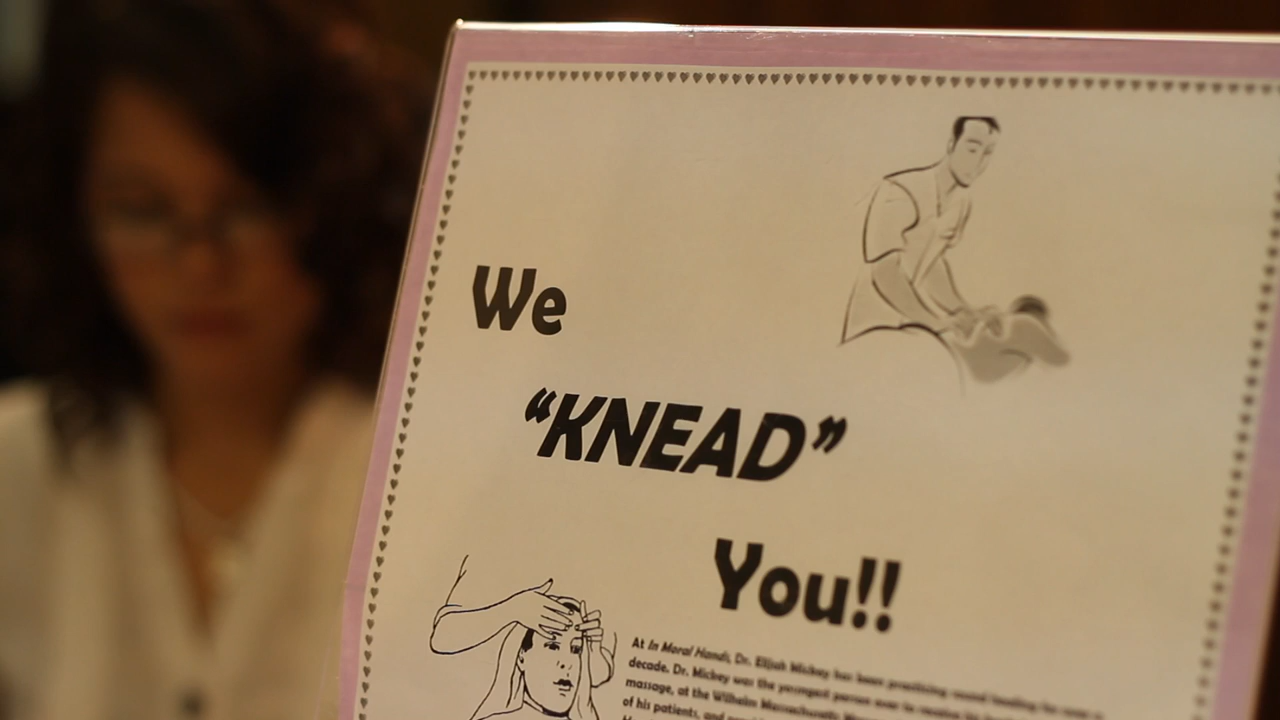 We
“KNEAD”
You!!
At In Moral Hands, Dr. Elijah Mickey has been practicing
decade. Dr. Mickey was the youngest person ever to receive his
massage, at the Wilhelm Massachusetts
of his patients, and